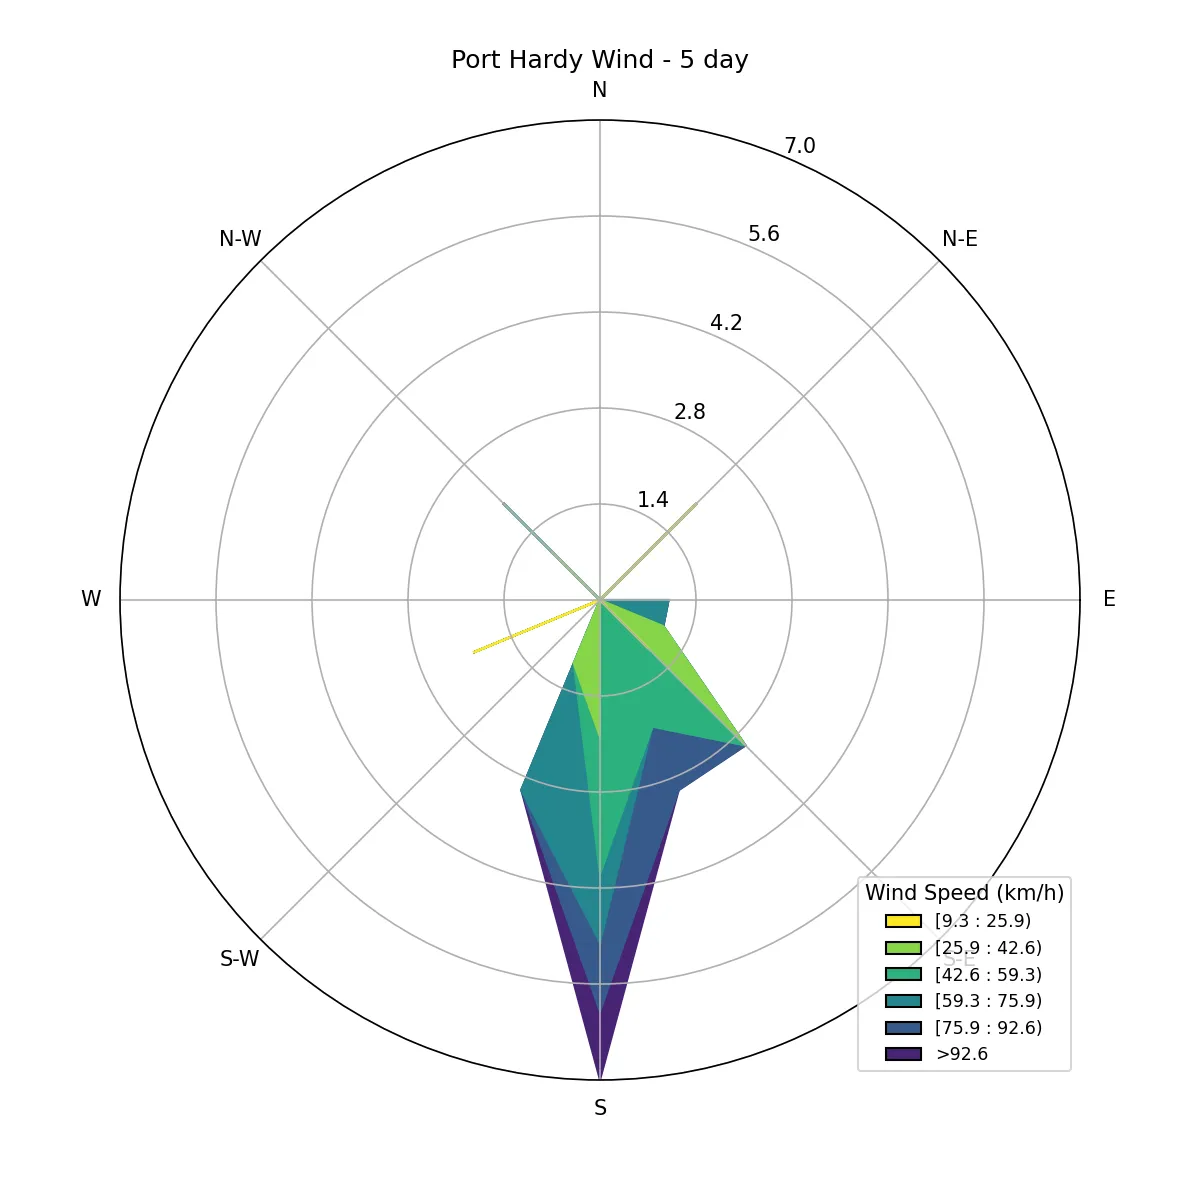 Port Hardy Wind - 5 day
N
7.0
N-W
5.6
N-E
4.2
2.8
1.4
W
E
S-W
S-E
Wind Speed (km/h)
[9.3 : 25.9)
[25.9 : 42.6)
[42.6 : 59.3)
[59.3 : 75.9)
[75.9 : 92.6)
>92.6
S